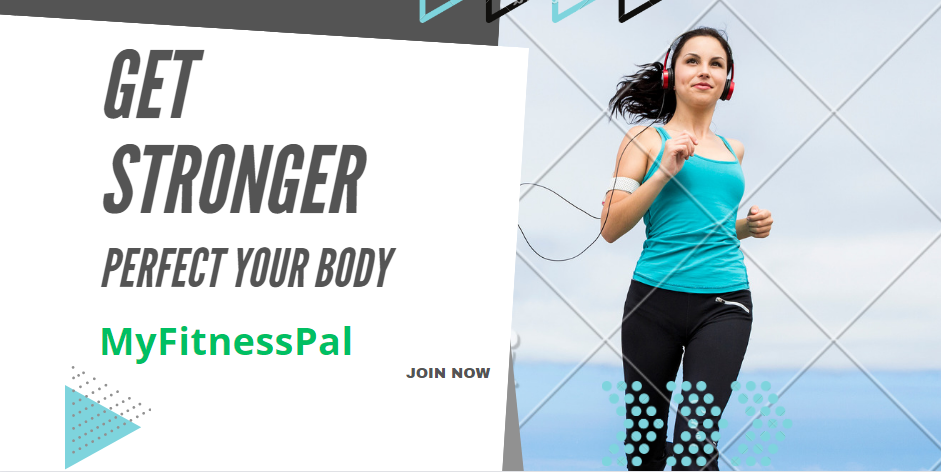 GET
STRONGER
PERFECT YOUR BODY
MyFitnessPal
JOIN NOW